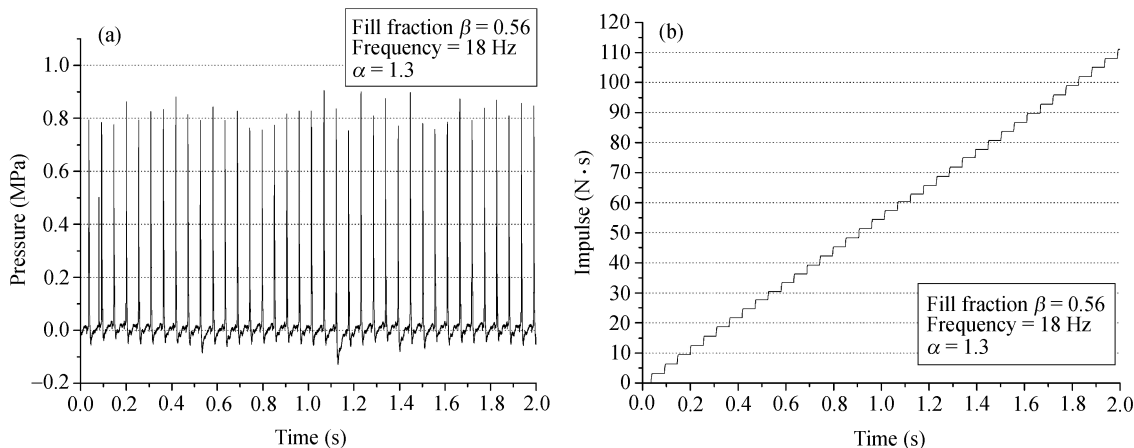 (a)
Fill fraction β = 0.56
Frequency = 18 Hz
α = 1.3
1.0
0.8
0.6
0.4
0.2
0.0
–0.2
Pressure (MPa)
0.0 0.2 0.4 0.6 0.8 1.0 1.2 1.4 1.6 1.8 2.0
Time (s)
(b)
110
100
90
80
70
60
50
40
30
20
10
0
Impulse (N·s)
Fill fraction β = 0.56
Frequency = 18 Hz
α = 1.3
0.0 0.2 0.4 0.6 0.8 1.0 1.2 1.4 1.6 1.8 2.0
Time (s)